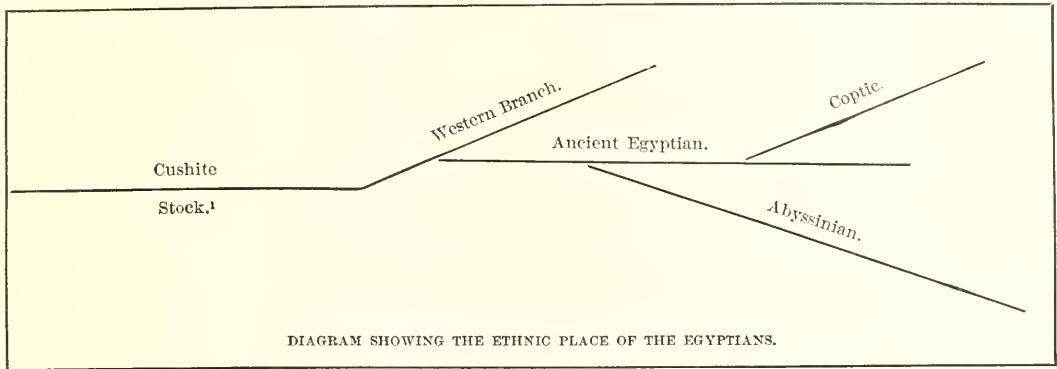 Western Branch.
Coptic.
Ancient Egyptian.
Cushite
Stock.¹
Abyssinian.
DIAGRAM SHOWING THE ETHNIC PLACE OF THE EGYPTIANS.